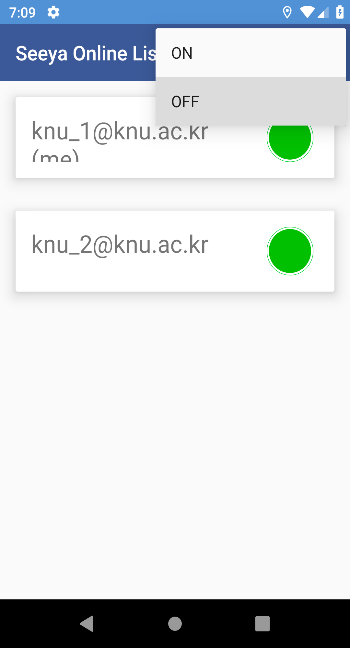 7:09
Seeya Online Lis
ON
OFF
knu_1@knu.ac.kr
(me)
knu_2@knu.ac.kr